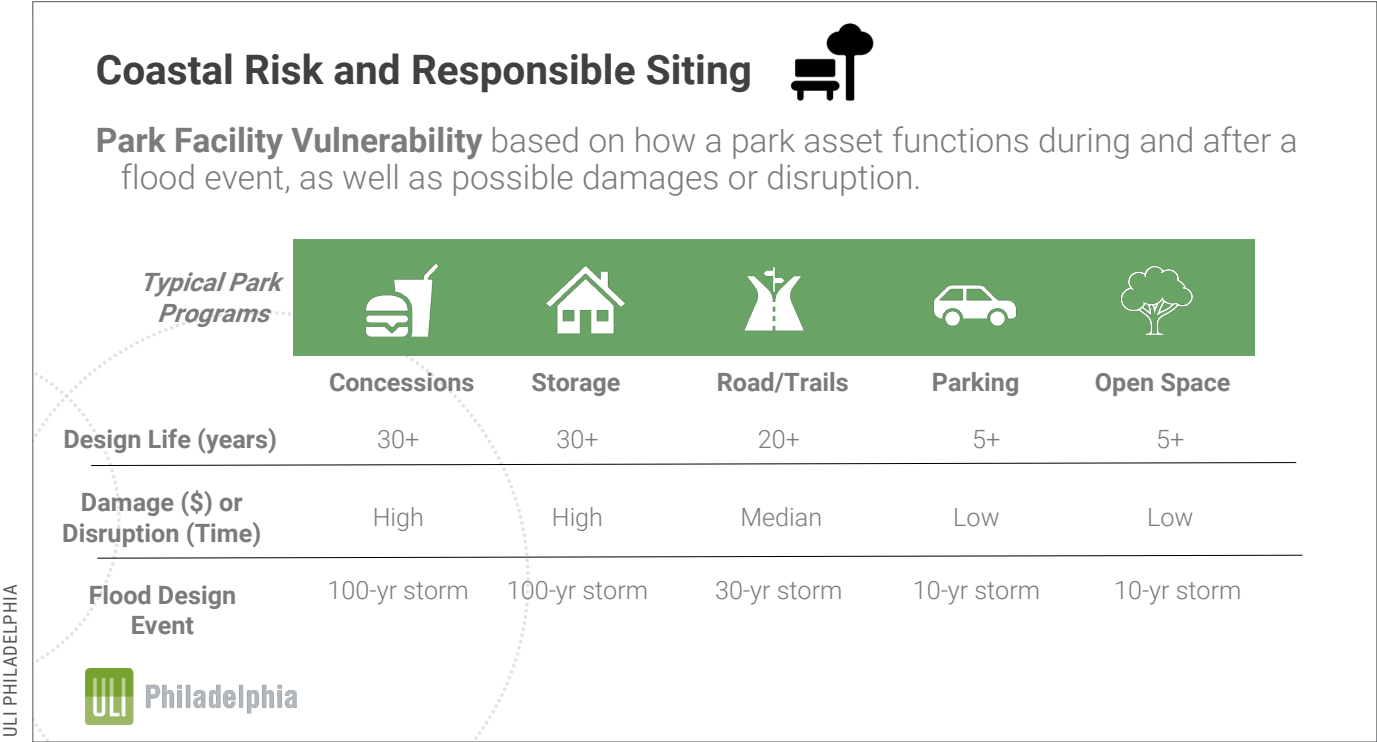 Coastal Risk and Responsible Siting
Park Facility Vulnerability based on how a park asset functions during and after a
flood event, as well as possible damages or disruption.
Typical Park
Programs
Concessions Storage Road/Trails Parking Open Space
Design Life (years) 30+ 30+ 20+ 5+ 5+
Damage ($) or
Disruption (Time) High High Median Low Low
Flood Design
Event 100-yr storm 100-yr storm 30-yr storm 10-yr storm 10-yr storm
ULI Philadelphia
ULI PHILADELPHIA